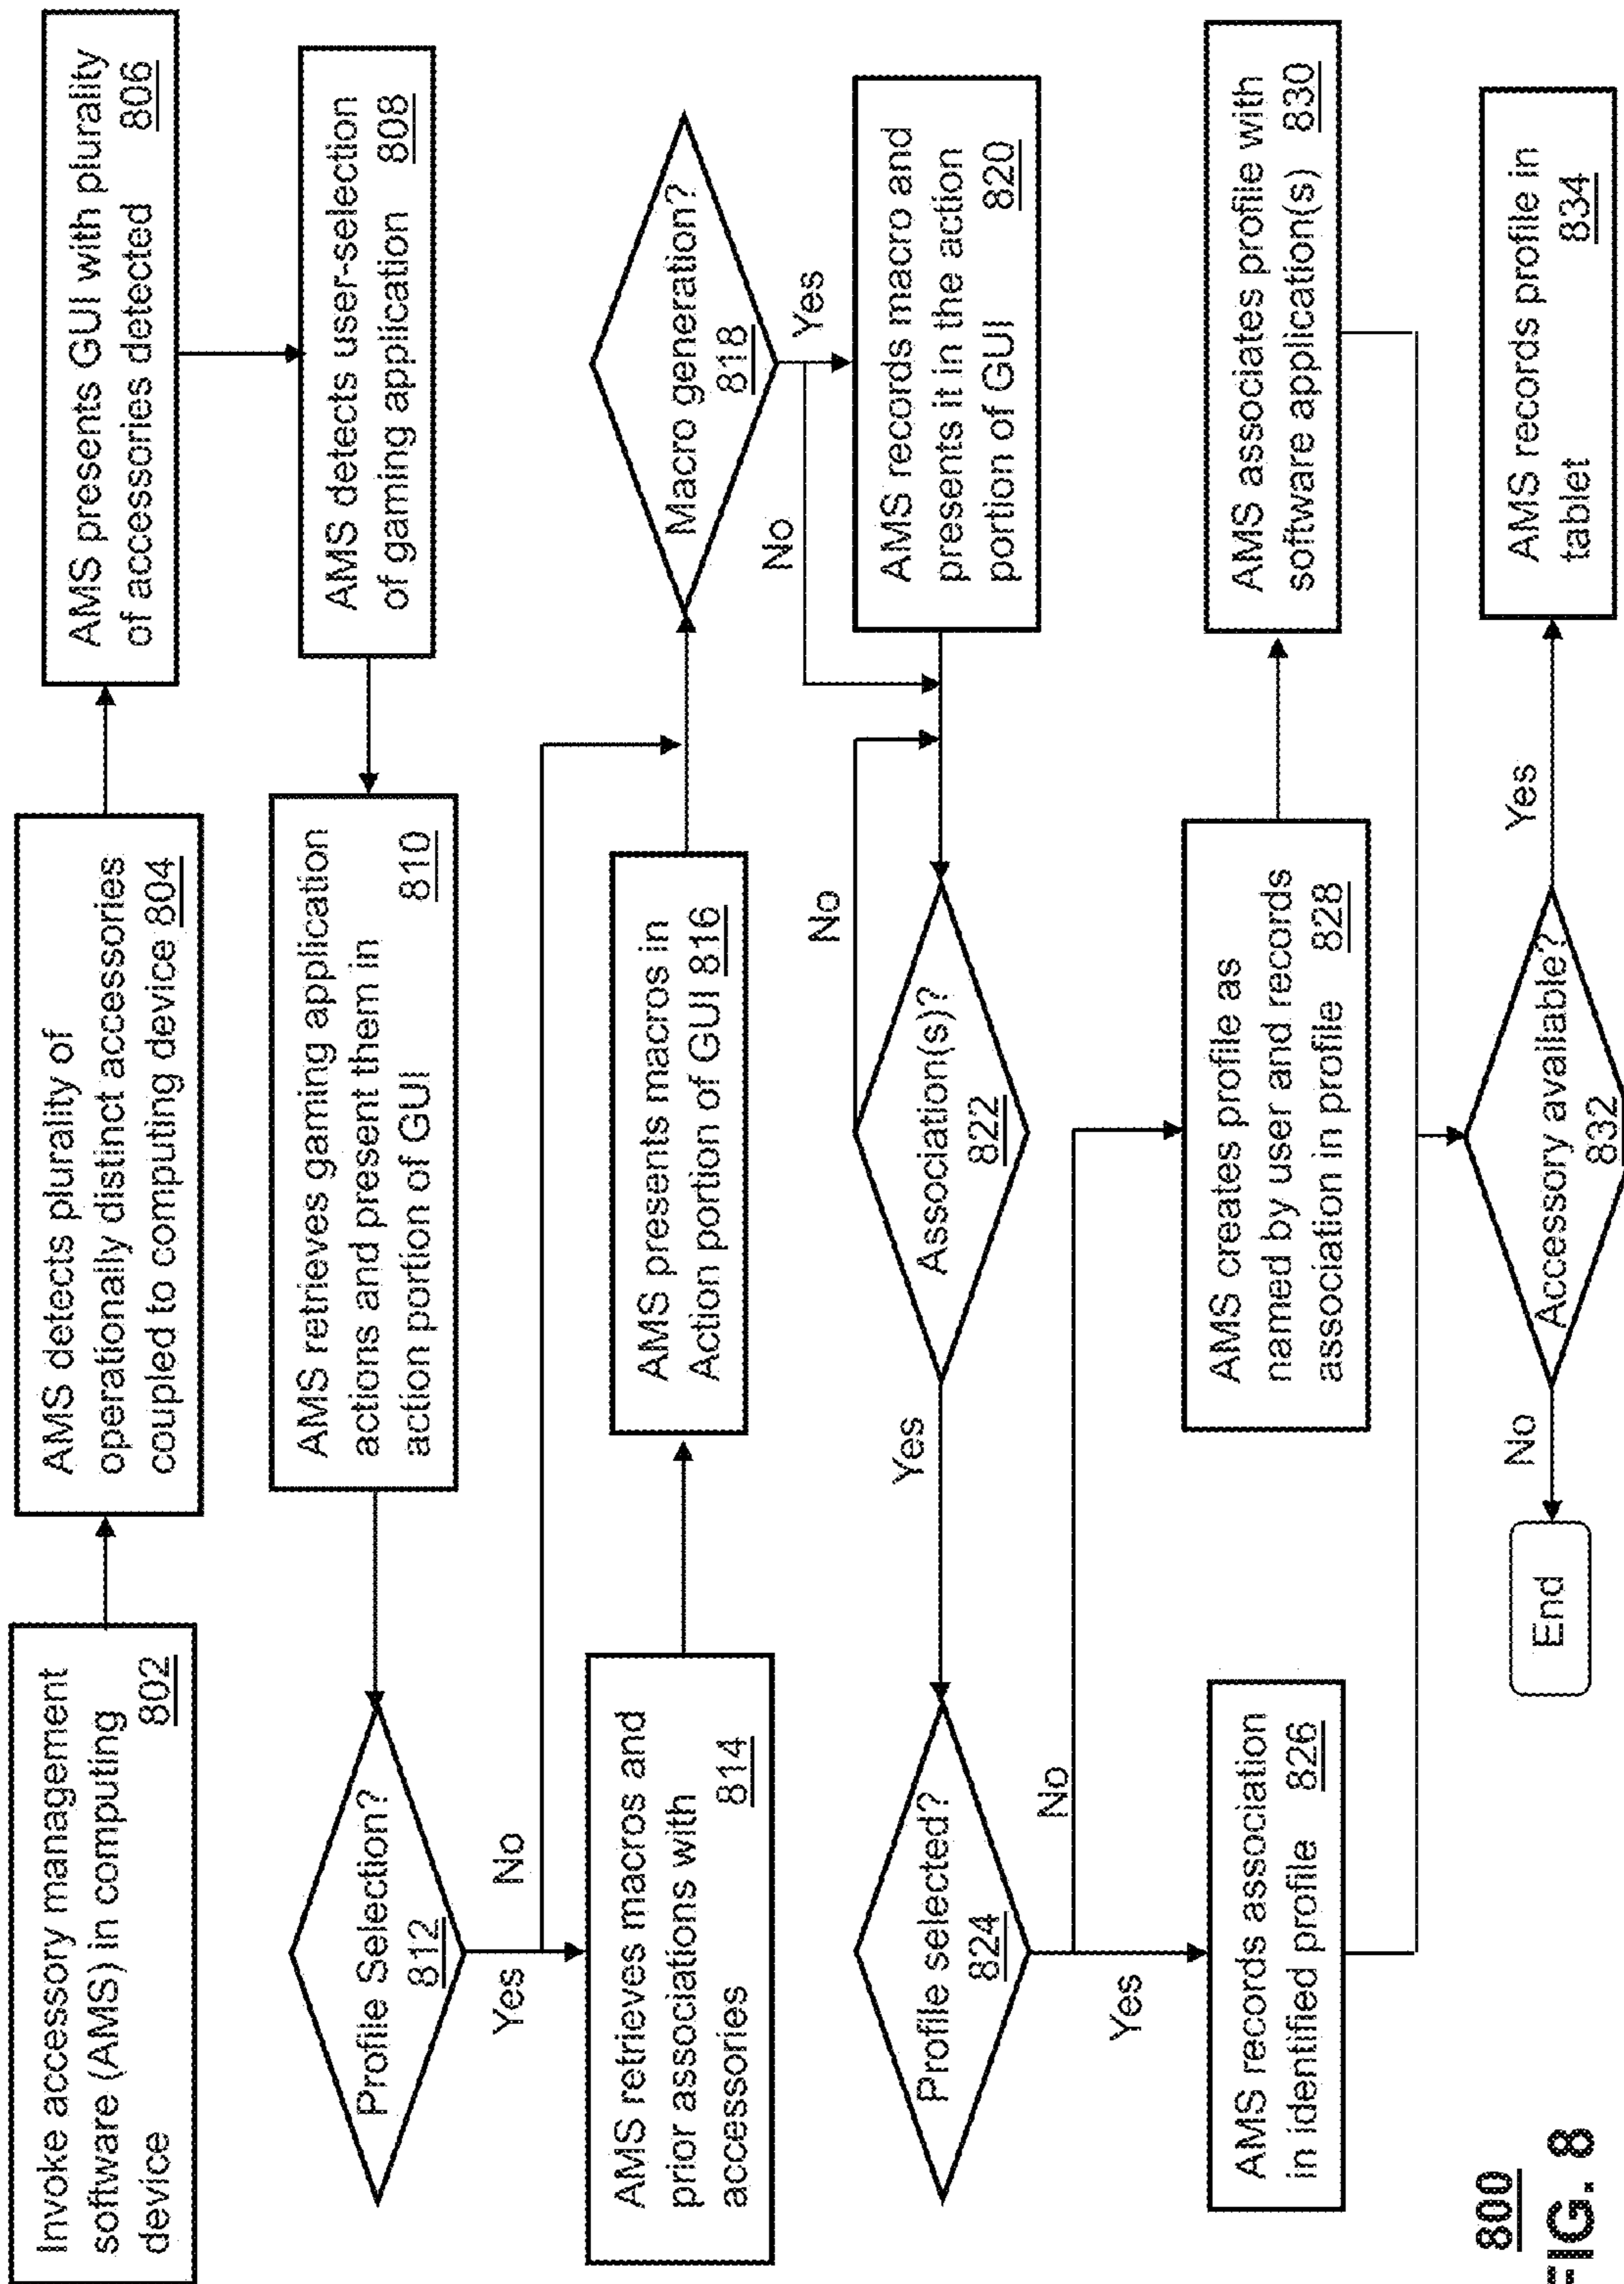 Invoke accessory management
software (AMS) in computing
device 802
AMS detects plurality of
operationally distinct accessories
coupled to computing device 804
AMS presents GUI with plurality
of accessories detected 806
AMS detects user-selection
of gaming application 808
AMS retrieves gaming application
actions and present them in
action portion of GUI 810
Profile Selection?
812
Yes
No
AMS retrieves macros and
prior associations with
accessories 814
AMS presents macros in
Action portion of GUI 816
Macro generation?
818
No
Yes
AMS records macro and
presents it in the action
portion of GUI 820
Association(s)?
822
No
Yes
Profile selected?
824
Yes
No
AMS records association
in identified profile 826
AMS creates profile as
named by user and records
association in profile 828
AMS associates profile with
software application(s) 830
Accessory available?
832
No
Yes
End
AMS records profile in
tablet 834
800
FIG. 8